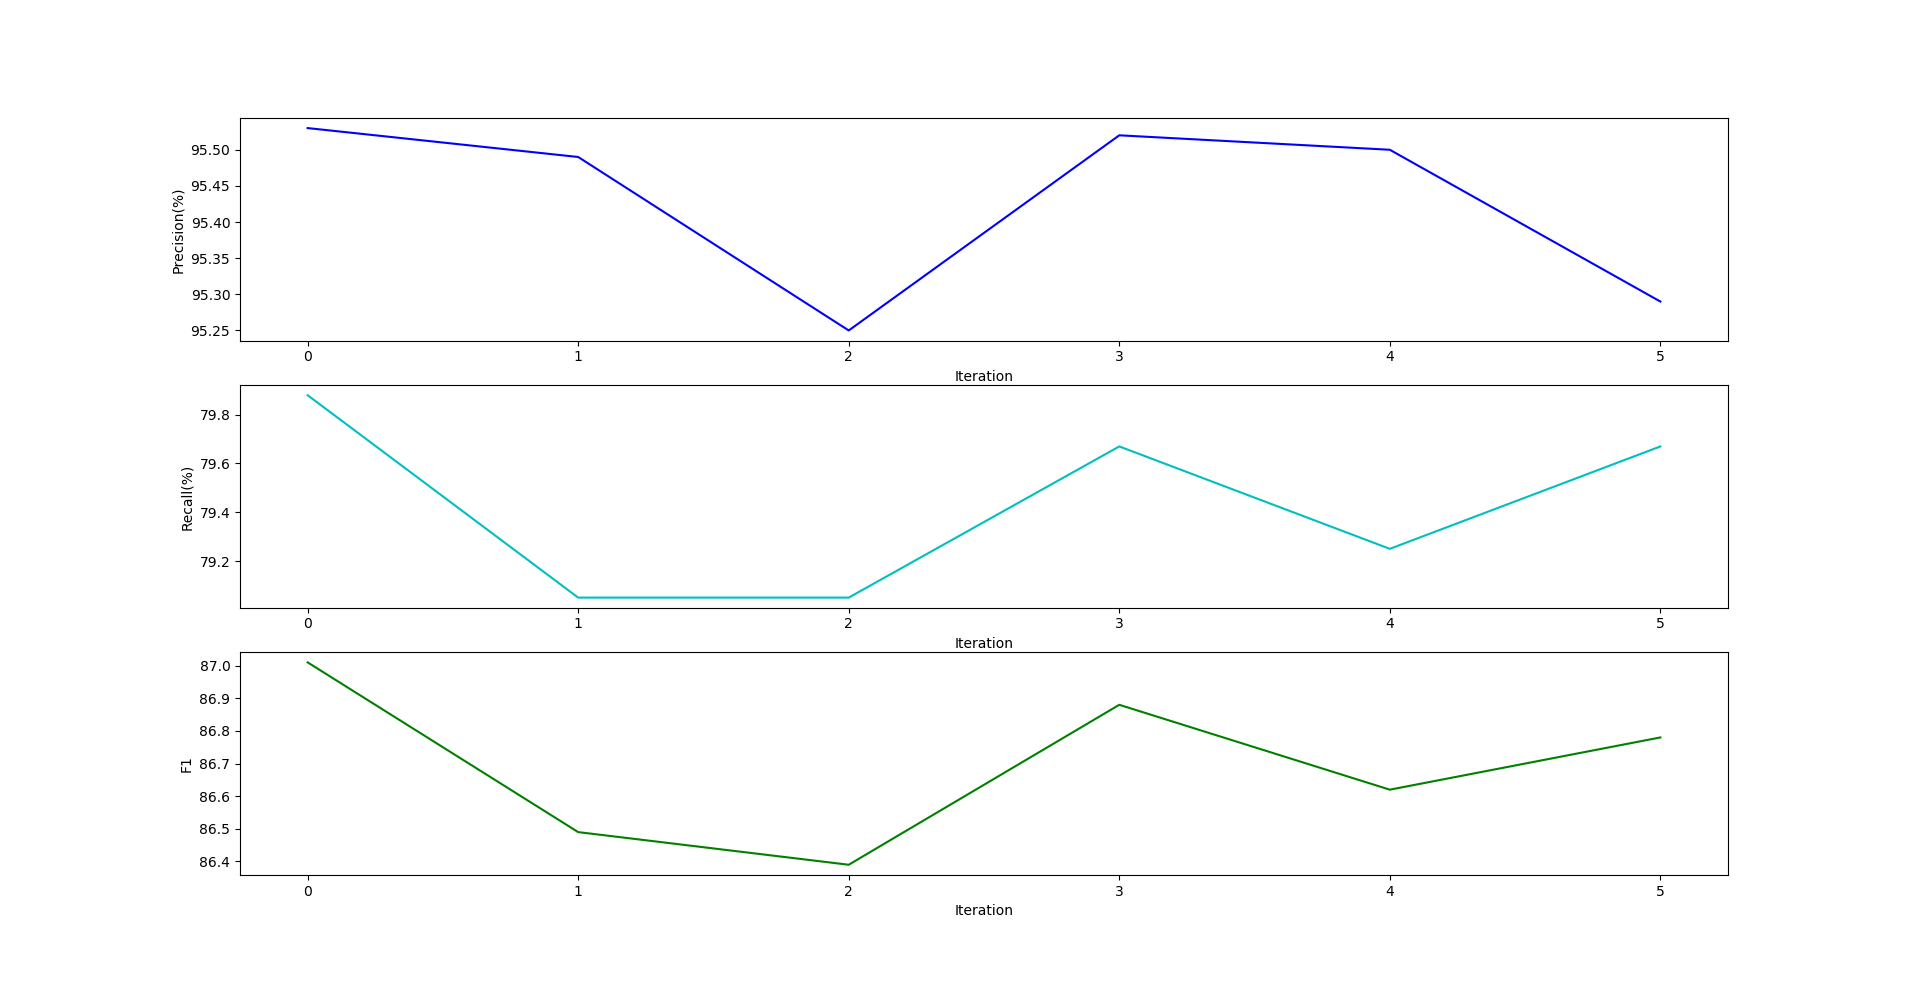 Precision(%)
95.50
95.45
95.40
95.35
95.30
95.25
0 1 2 3 4 5
Iteration
Recall(%)
79.8
79.6
79.4
79.2
0 1 2 3 4 5
Iteration
F1
87.0
86.9
86.8
86.7
86.6
86.5
86.4
0 1 2 3 4 5
Iteration